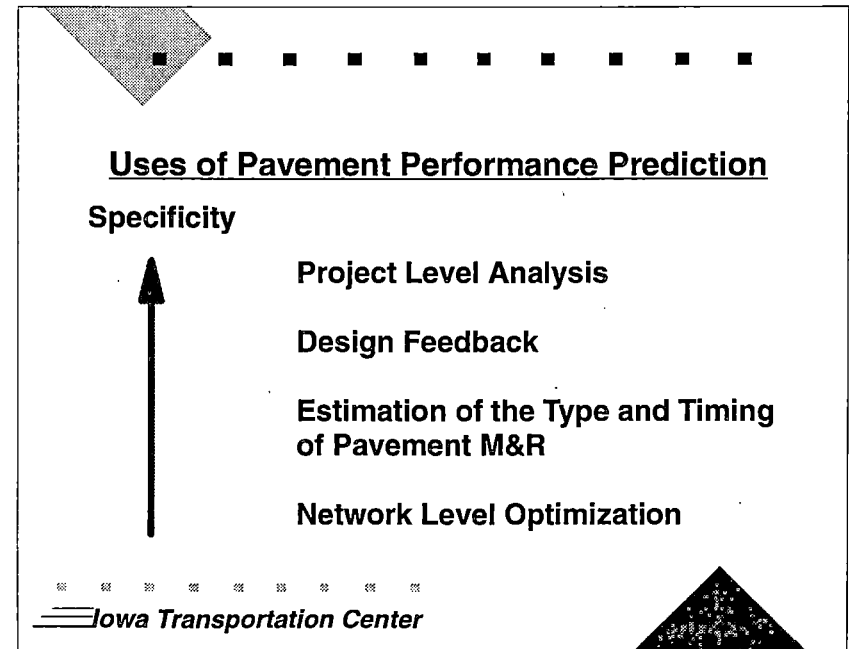 Uses of Pavement Performance Prediction
Specificity
Project Level Analysis
Design Feedback
Estimation of the Type and Timing
of Pavement M&R
Network Level Optimization
Iowa Transportation Center